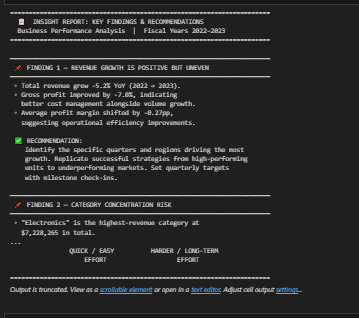 📋 INSIGHT REPORT: KEY FINDINGS & RECOMMENDATIONS
Business Performance Analysis | Fiscal Years 2022–2023
📌 FINDING 1 — REVENUE GROWTH IS POSITIVE BUT UNEVEN
• Total revenue grew -5.2% YoY (2022 → 2023).
• Gross profit improved by -7.0%, indicating
better cost management alongside volume growth.
• Average profit margin shifted by -0.27pp,
suggesting operational efficiency improvements.
✅ RECOMMENDATION:
Identify the specific quarters and regions driving the most
growth. Replicate successful strategies from high-performing
units to underperforming markets. Set quarterly targets
with milestone check-ins.
📌 FINDING 2 — CATEGORY CONCENTRATION RISK
• "Electronics" is the highest-revenue category at
$7,228,265 in total.
...
QUICK / EASY HARDER / LONG-TERM
EFFORT EFFORT
Output is truncated. View as a scrollable element or open in a text editor. Adjust cell output settings...